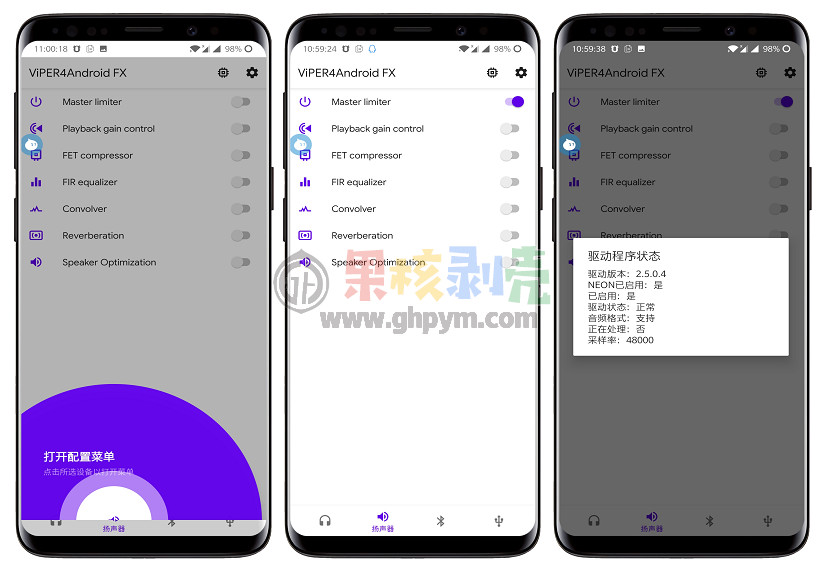 11:00:18
98%
ViPER4Android FX
Master limiter
Playback gain control
FET compressor
FIR equalizer
Convolver
Reverberation
Speaker Optimization
打开配置菜单
点击所选设备以打开菜单
扬声器
10:59:24
98%
ViPER4Android FX
Master limiter
Playback gain control
FET compressor
FIR equalizer
Convolver
Reverberation
Speaker Optimization
扬声器
10:59:38
98%
ViPER4Android FX
Master limiter
Playback gain control
FET compressor
FIR equalizer
Convolver
Reverberation
驱动程序状态
驱动版本：2.5.0.4
NEON已启用：是
已启用：是
驱动状态：正常
音频格式：支持
正在处理：否
采样率：48000
扬声器
果核剥壳
www.ghpym.com